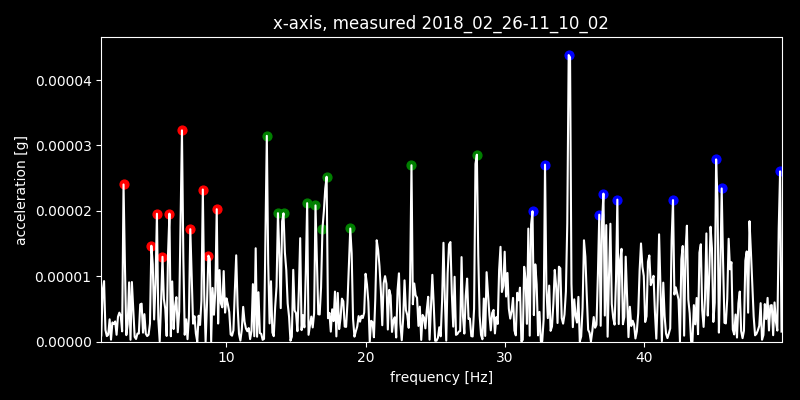 x-axis, measured 2018_02_26-11_10_02
acceleration [g]
0.00004
0.00003
0.00002
0.00001
0.00000
10 20 30 40
frequency [Hz]